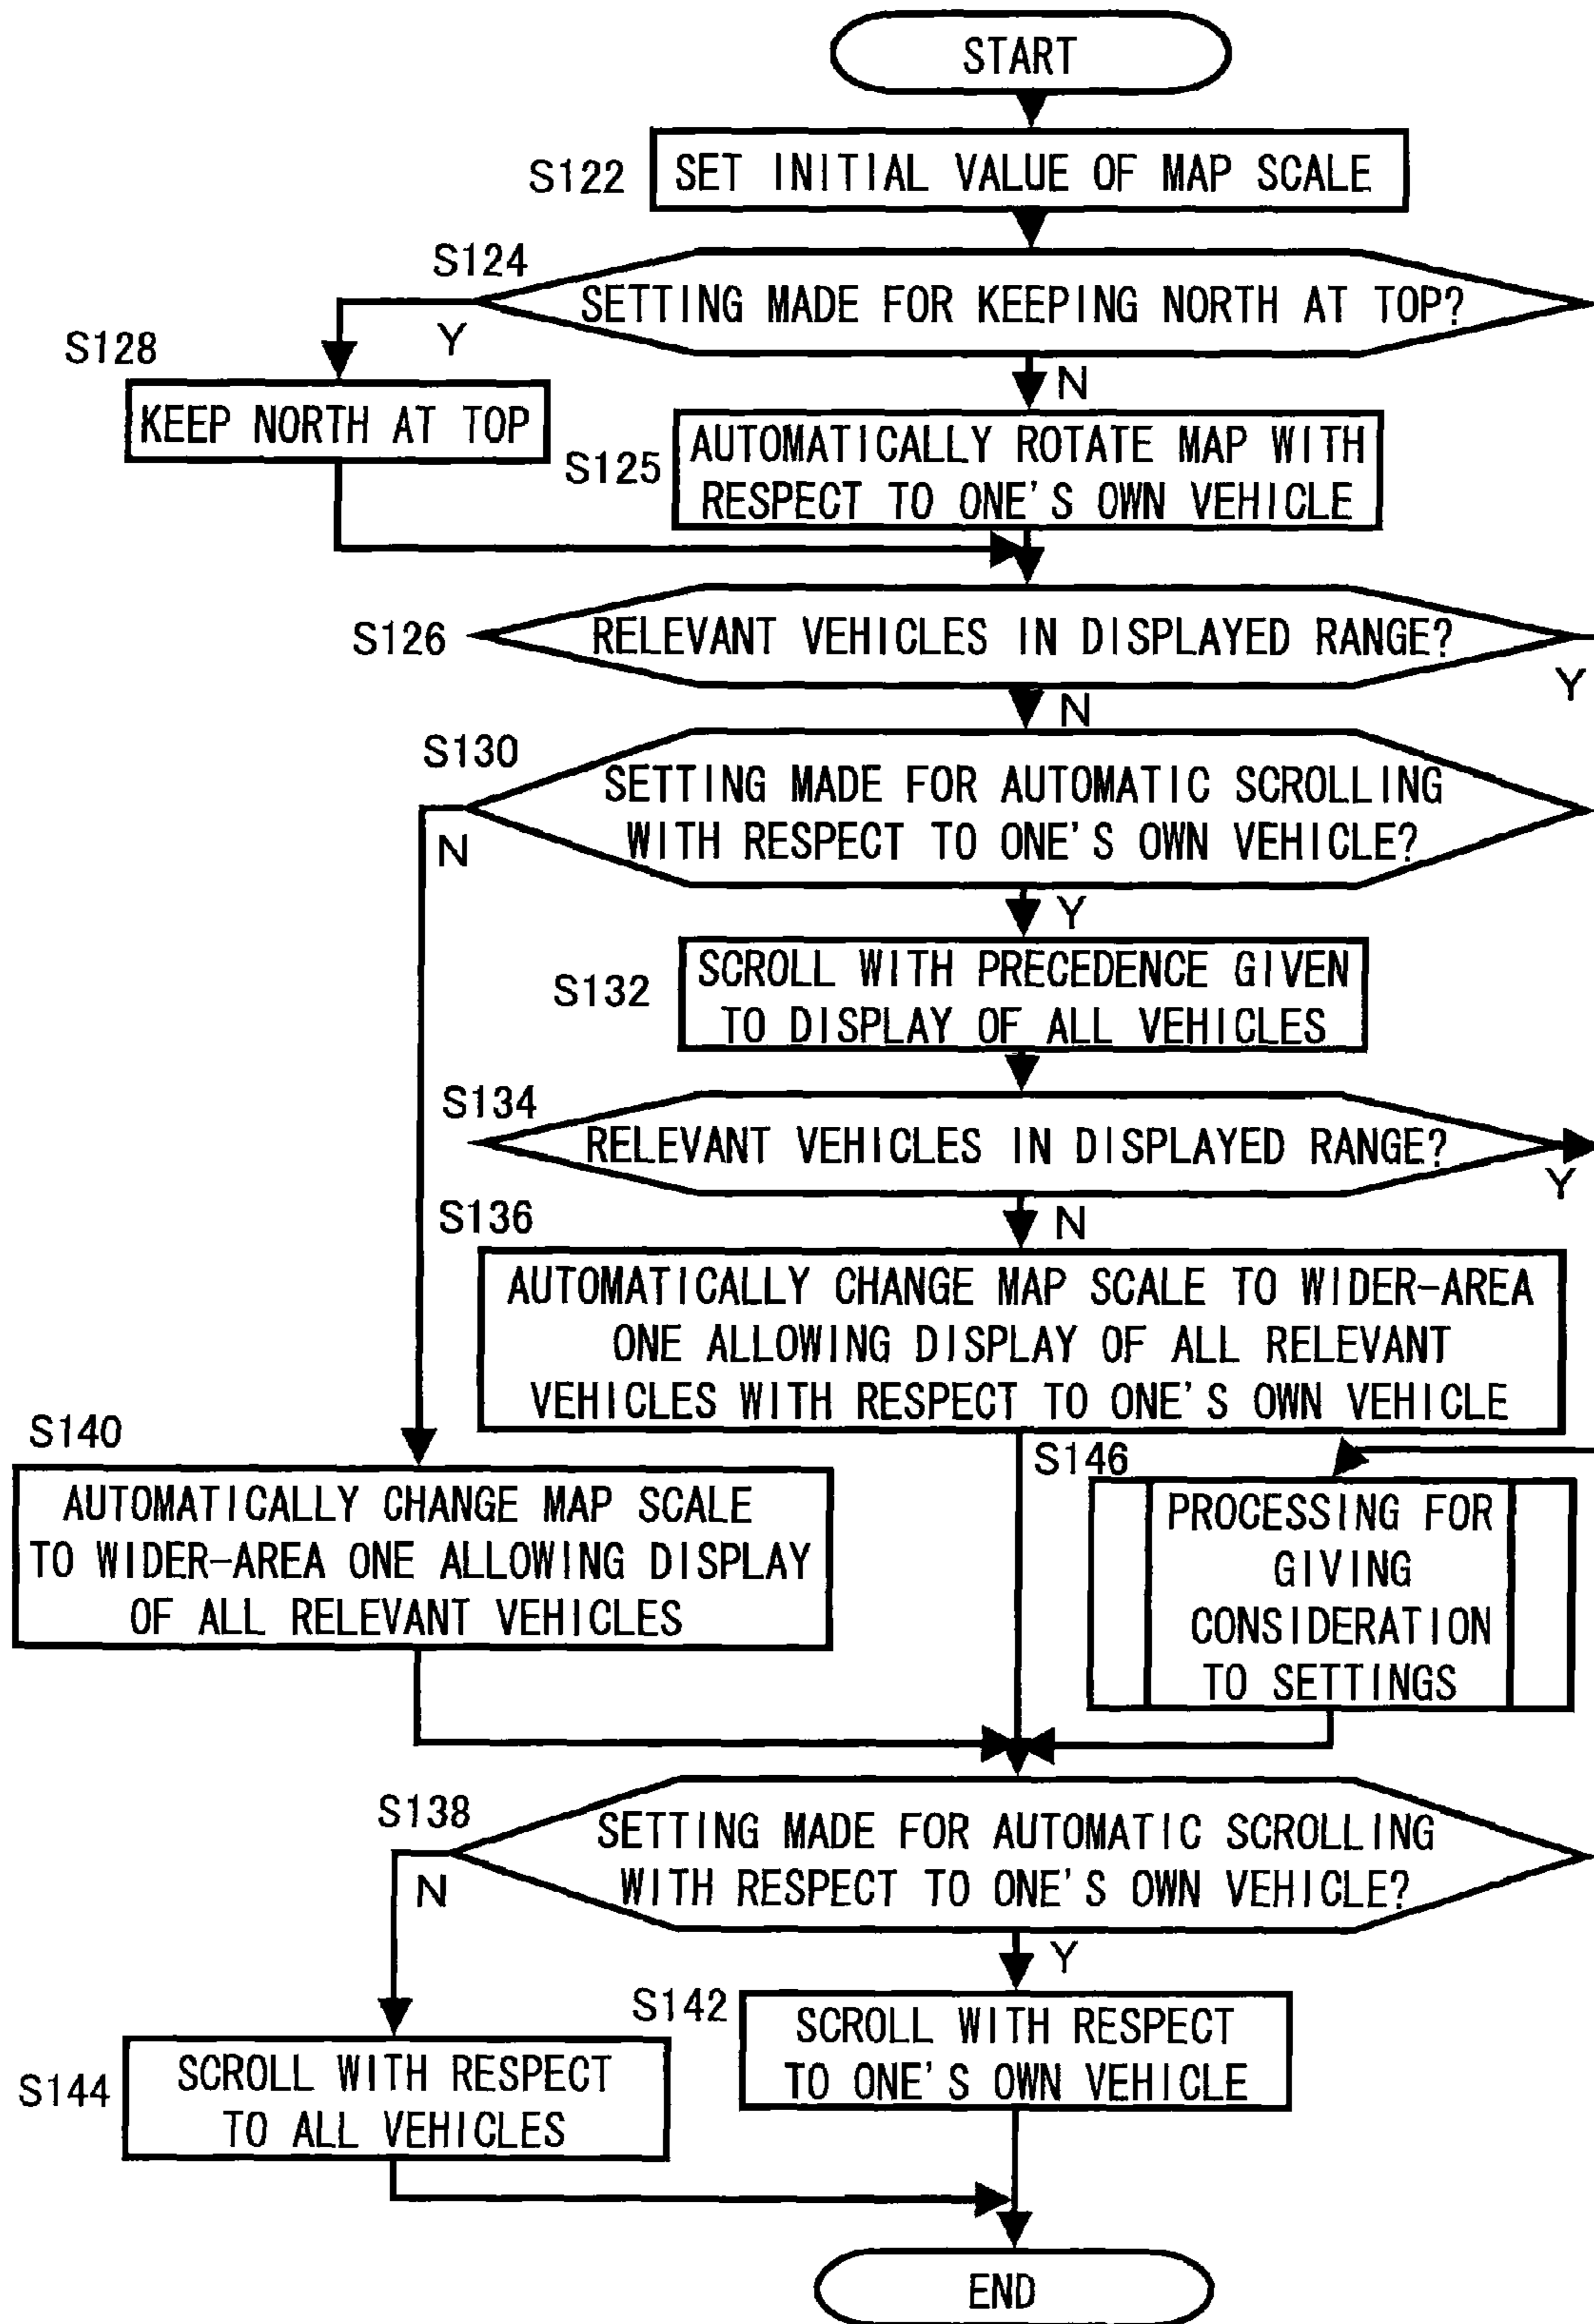 START
S122
SET INITIAL VALUE OF MAP SCALE
S124
SETTING MADE FOR KEEPING NORTH AT TOP?
Y
N
S128
KEEP NORTH AT TOP
S125
AUTOMATICALLY ROTATE MAP WITH
RESPECT TO ONE'S OWN VEHICLE
S126
RELEVANT VEHICLES IN DISPLAYED RANGE?
Y
N
S130
SETTING MADE FOR AUTOMATIC SCROLLING
WITH RESPECT TO ONE'S OWN VEHICLE?
N
Y
S132
SCROLL WITH PRECEDENCE GIVEN
TO DISPLAY OF ALL VEHICLES
S134
RELEVANT VEHICLES IN DISPLAYED RANGE?
Y
N
S136
AUTOMATICALLY CHANGE MAP SCALE TO WIDER-AREA
ONE ALLOWING DISPLAY OF ALL RELEVANT
VEHICLES WITH RESPECT TO ONE'S OWN VEHICLE
S140
AUTOMATICALLY CHANGE MAP SCALE
TO WIDER-AREA ONE ALLOWING DISPLAY
OF ALL RELEVANT VEHICLES
S146
PROCESSING FOR
GIVING
CONSIDERATION
TO SETTINGS
S138
SETTING MADE FOR AUTOMATIC SCROLLING
WITH RESPECT TO ONE'S OWN VEHICLE?
N
Y
S142
SCROLL WITH RESPECT
TO ONE'S OWN VEHICLE
S144
SCROLL WITH RESPECT
TO ALL VEHICLES
END